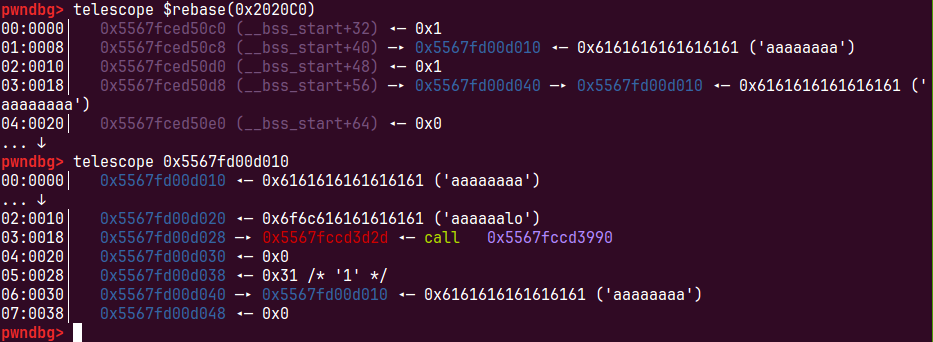 pwndbg> telescope $rebase(0x2020C0)
00:0000│   0x5567fced50c0 (__bss_start+32) ◂— 0x1
01:0008│   0x5567fced50c8 (__bss_start+40) —▸ 0x5567fd00d010 ◂— 0x6161616161616161 ('aaaaaaaa')
02:0010│   0x5567fced50d0 (__bss_start+48) ◂— 0x1
03:0018│   0x5567fced50d8 (__bss_start+56) —▸ 0x5567fd00d040 —▸ 0x5567fd00d010 ◂— 0x6161616161616161 ('
aaaaaaaa')
04:0020│   0x5567fced50e0 (__bss_start+64) ◂— 0x0
... ↓
pwndbg> telescope 0x5567fd00d010
00:0000│   0x5567fd00d010 ◂— 0x6161616161616161 ('aaaaaaaa')
... ↓
02:0010│   0x5567fd00d020 ◂— 0x6f6c616161616161 ('aaaaaalo')
03:0018│   0x5567fd00d028 —▸ 0x5567fccd3d2d ◂— call   0x5567fccd3990
04:0020│   0x5567fd00d030 ◂— 0x0
05:0028│   0x5567fd00d038 ◂— 0x31 /* '1' */
06:0030│   0x5567fd00d040 —▸ 0x5567fd00d010 ◂— 0x6161616161616161 ('aaaaaaaa')
07:0038│   0x5567fd00d048 ◂— 0x0
pwndbg>